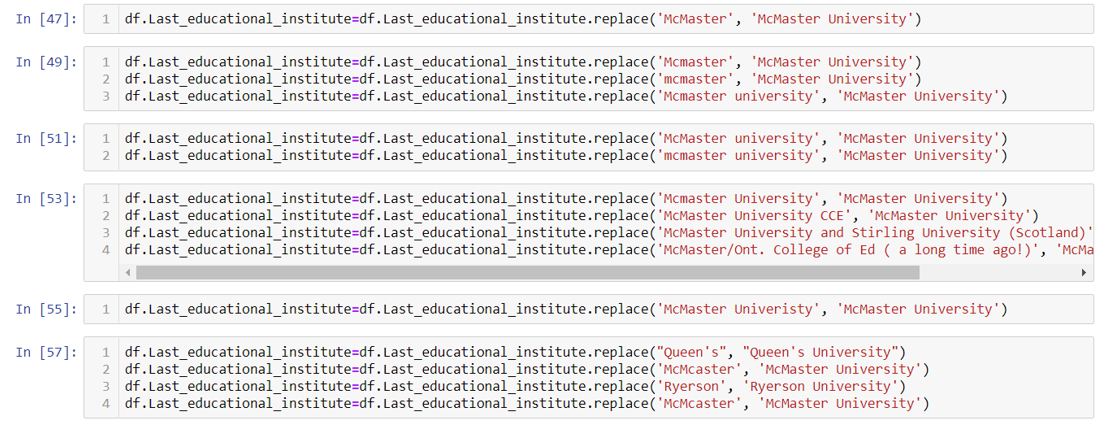 In [47]: 1 df.Last_educational_institute=df.Last_educational_institute.replace('McMaster', 'McMaster University')
In [49]: 1 df.Last_educational_institute=df.Last_educational_institute.replace('Mcmaster', 'McMaster University')
2 df.Last_educational_institute=df.Last_educational_institute.replace('mcmaster', 'McMaster University')
3 df.Last_educational_institute=df.Last_educational_institute.replace('Mcmaster university', 'McMaster University')
In [51]: 1 df.Last_educational_institute=df.Last_educational_institute.replace('McMaster university', 'McMaster University')
2 df.Last_educational_institute=df.Last_educational_institute.replace('mcmaster university', 'McMaster University')
In [53]: 1 df.Last_educational_institute=df.Last_educational_institute.replace('Mcmaster University', 'McMaster University')
2 df.Last_educational_institute=df.Last_educational_institute.replace('McMaster University CCE', 'McMaster University')
3 df.Last_educational_institute=df.Last_educational_institute.replace('McMaster University and Stirling University (Scotland)'
4 df.Last_educational_institute=df.Last_educational_institute.replace('McMaster/Ont. College of Ed ( a long time ago!)', 'McMa
In [55]: 1 df.Last_educational_institute=df.Last_educational_institute.replace('McMaster Univeristy', 'McMaster University')
In [57]: 1 df.Last_educational_institute=df.Last_educational_institute.replace("Queen's", "Queen's University")
2 df.Last_educational_institute=df.Last_educational_institute.replace('McMcaster', 'McMaster University')
3 df.Last_educational_institute=df.Last_educational_institute.replace('Ryerson', 'Ryerson University')
4 df.Last_educational_institute=df.Last_educational_institute.replace('McMcaster', 'McMaster University')